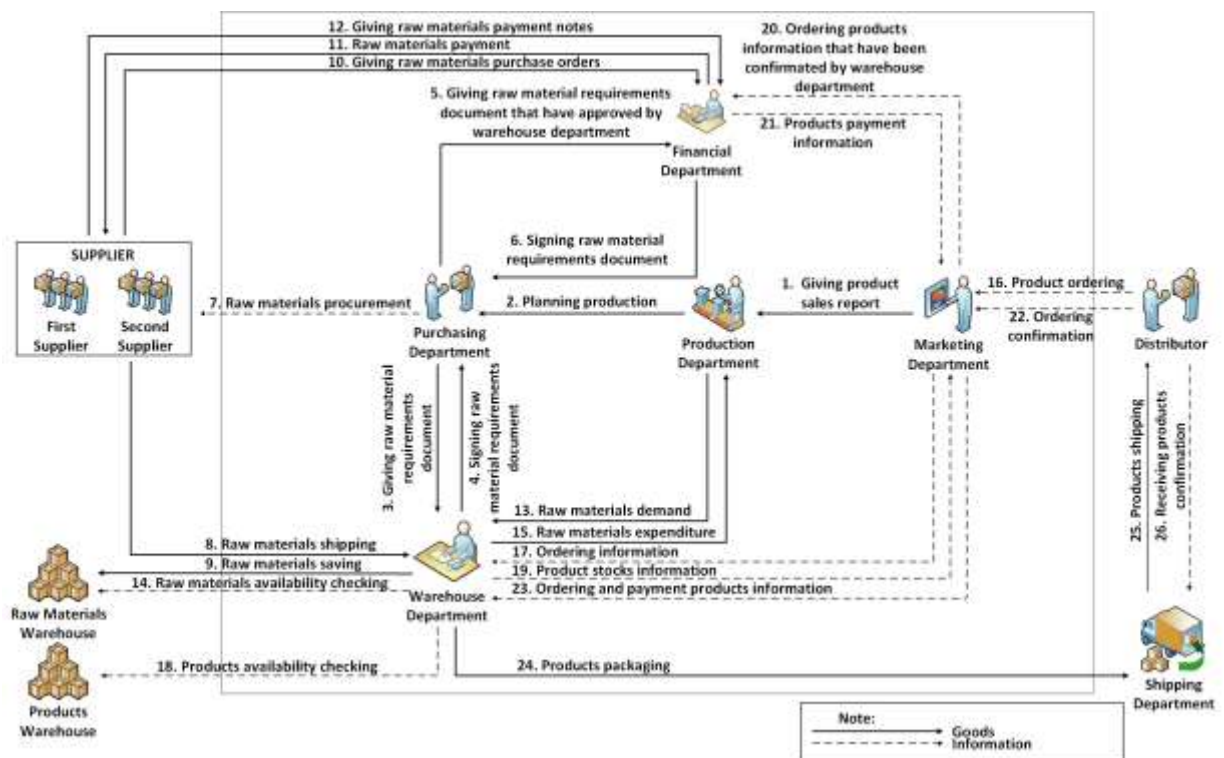 12. Giving raw materials payment notes
11. Raw materials payment
10. Giving raw materials purchase orders
20. Ordering products
information that have been
confirmated by warehouse
department
5. Giving raw material requirements
document that have approved by
warehouse department
21. Products payment
information
Financial
Department
SUPPLIER
First
Supplier
Second
Supplier
6. Signing raw material
requirements document
7. Raw materials procurement
2. Planning production
1. Giving product
sales report
16. Product ordering
22. Ordering
confirmation
Purchasing
Department
Production
Department
Marketing
Department
Distributor
3. Giving raw material
requirements
document
4. Signing raw
material requirements
document
25. Products shipping
26. Receiving products
confirmation
13. Raw materials demand
15. Raw materials expenditure
17. Ordering information
19. Product stocks information
23. Ordering and payment products information
8. Raw materials shipping
9. Raw materials saving
14. Raw materials availability checking
Warehouse
Department
Raw Materials
Warehouse
18. Products availability checking
24. Products packaging
Products
Warehouse
Shipping
Department
Note:
Goods
Information